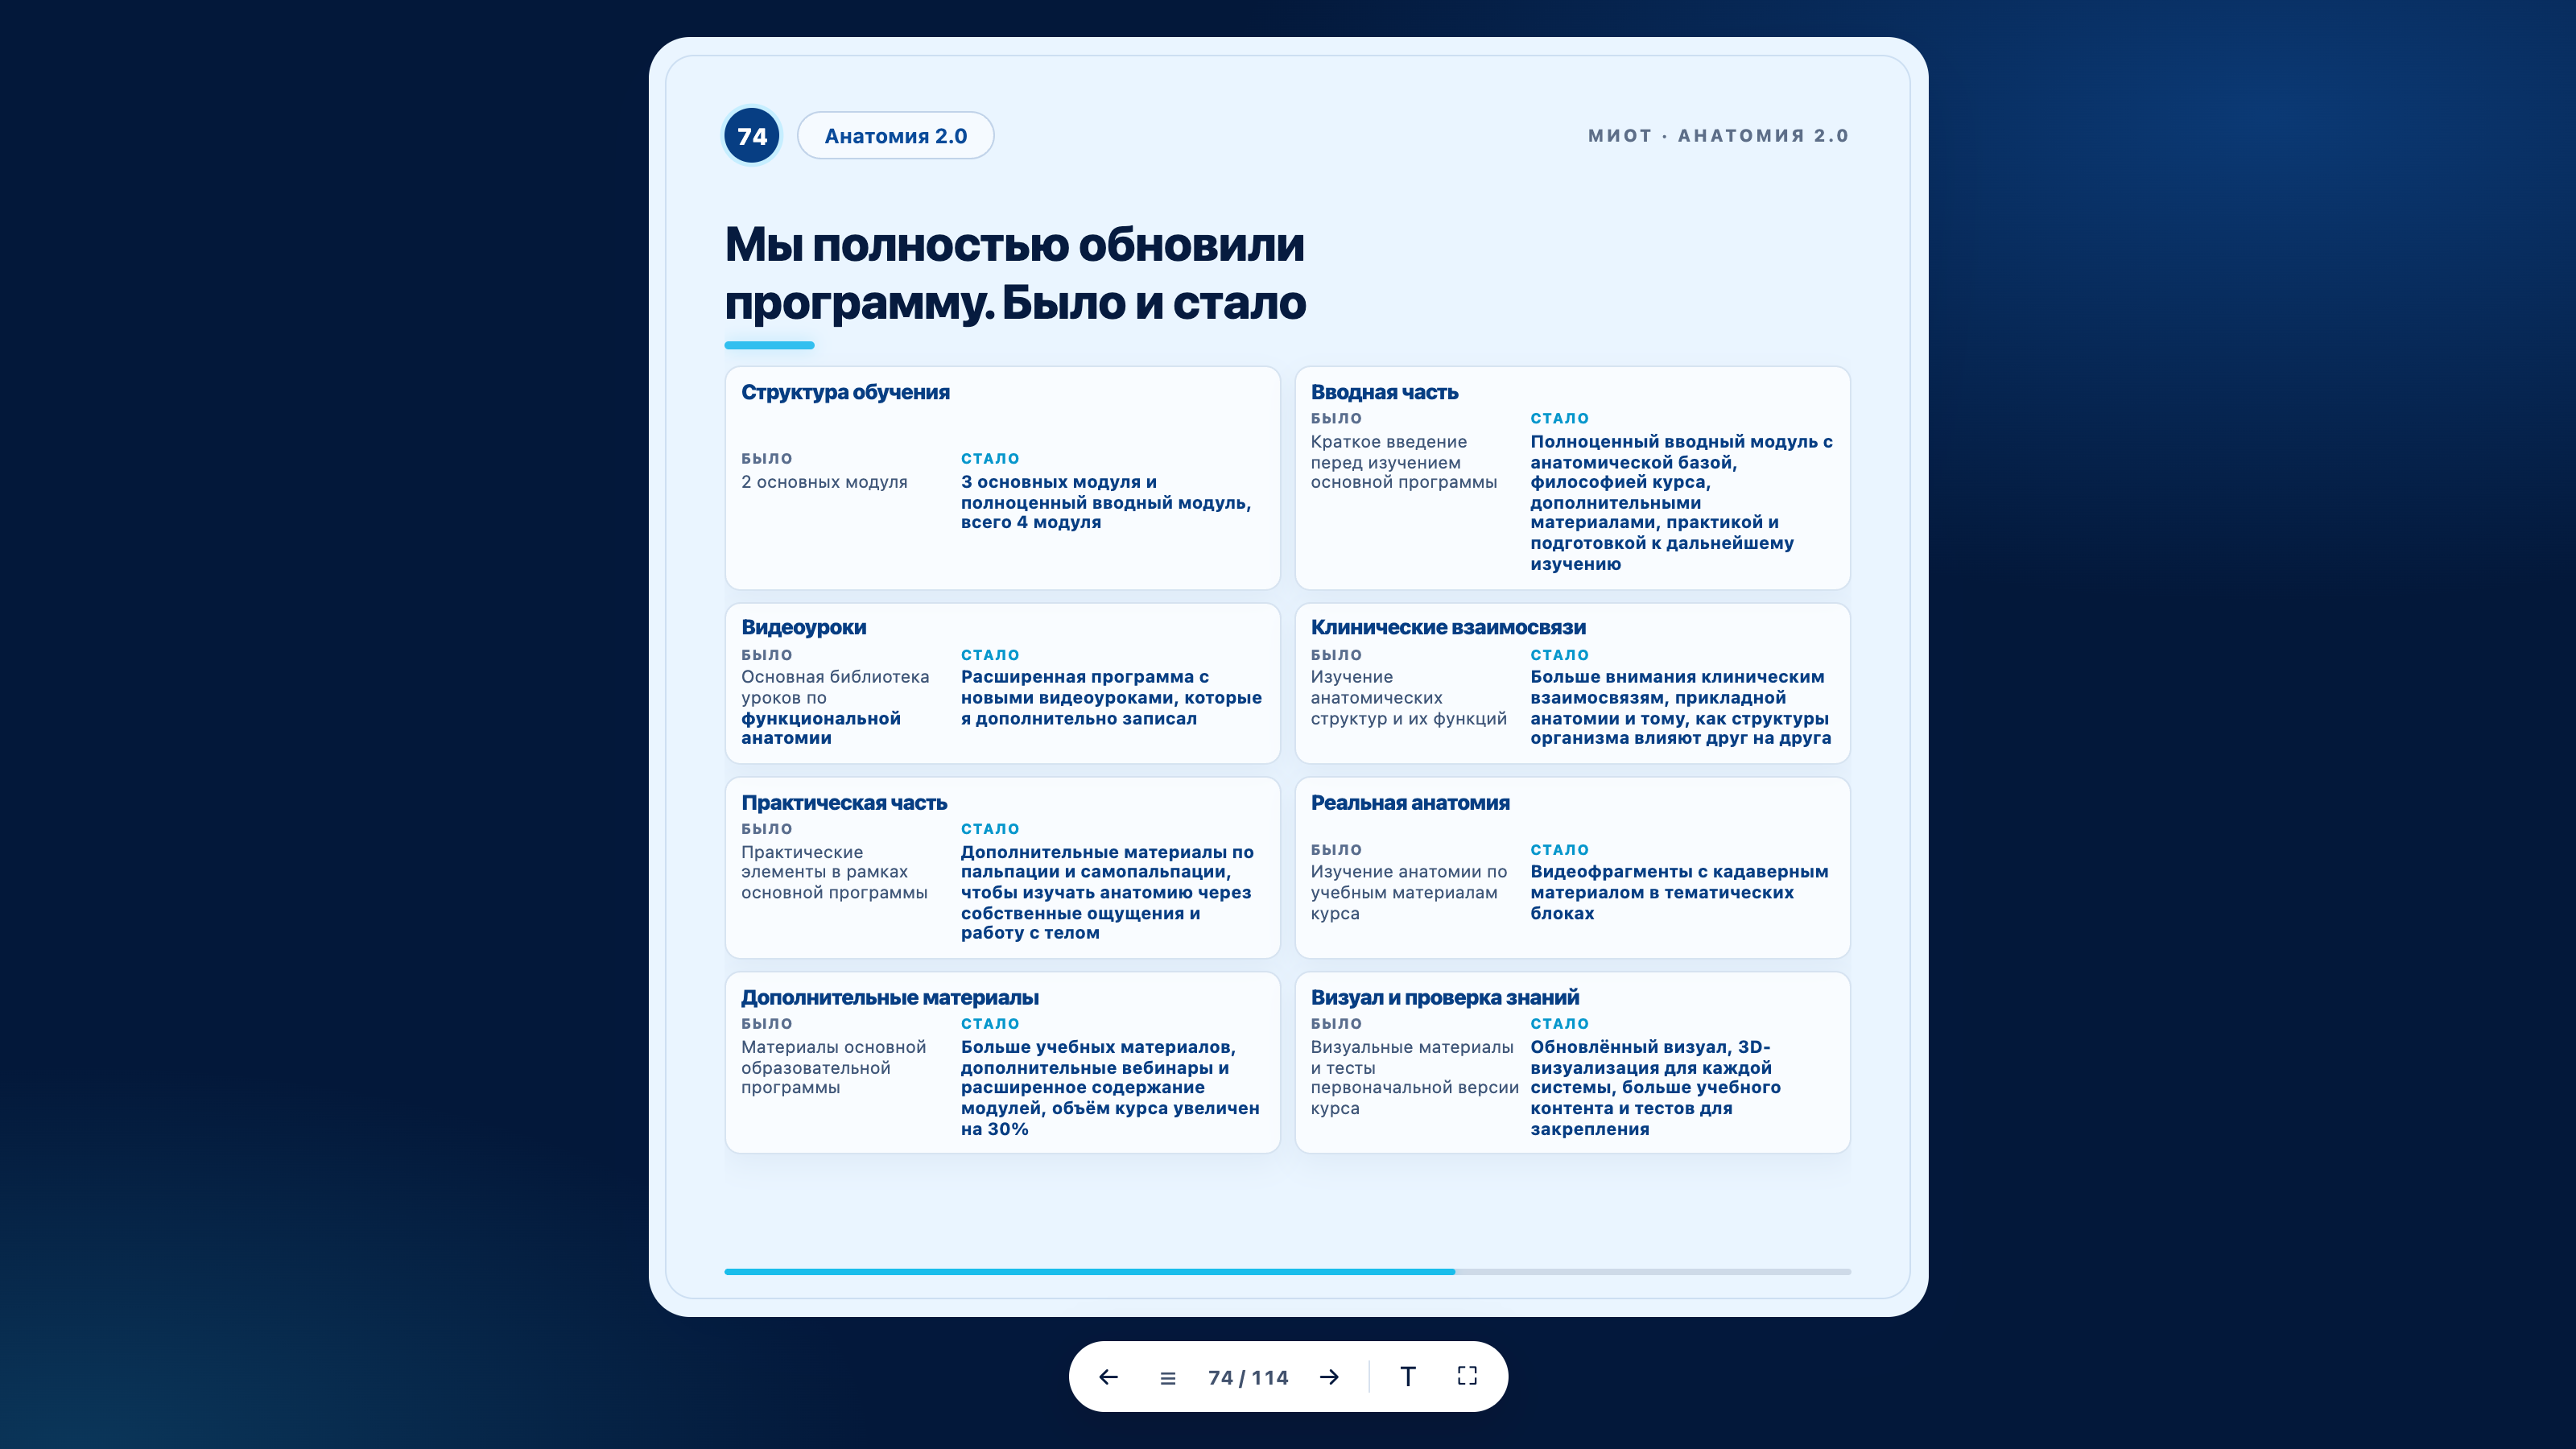 74
Анатомия 2.0
МИОТ · АНАТОМИЯ 2.0
Мы полностью обновили
программу. Было и стало
Структура обучения
БЫЛО
2 основных модуля
СТАЛО
3 основных модуля и
полноценный вводный модуль,
всего 4 модуля
Вводная часть
БЫЛО
Краткое введение
перед изучением
основной программы
СТАЛО
Полноценный вводный модуль с
анатомической базой,
философией курса,
дополнительными
материалами, практикой и
подготовкой к дальнейшему
изучению
Видеоуроки
БЫЛО
Основная библиотека
уроков по
функциональной
анатомии
СТАЛО
Расширенная программа с
новыми видеоуроками, которые
я дополнительно записал
Клинические взаимосвязи
БЫЛО
Изучение
анатомических
структур и их функций
СТАЛО
Больше внимания клиническим
взаимосвязям, прикладной
анатомии и тому, как структуры
организма влияют друг на друга
Практическая часть
БЫЛО
Практические
элементы в рамках
основной программы
СТАЛО
Дополнительные материалы по
пальпации и самопальпации,
чтобы изучать анатомию через
собственные ощущения и
работу с телом
Реальная анатомия
БЫЛО
Изучение анатомии по
учебным материалам
курса
СТАЛО
Видеофрагменты с кадаверным
материалом в тематических
блоках
Дополнительные материалы
БЫЛО
Материалы основной
образовательной
программы
СТАЛО
Больше учебных материалов,
дополнительные вебинары и
расширенное содержание
модулей, объём курса увеличен
на 30%
Визуал и проверка знаний
БЫЛО
Визуальные материалы
и тесты
первоначальной версии
курса
СТАЛО
Обновлённый визуал, 3D-
визуализация для каждой
системы, больше учебного
контента и тестов для
закрепления
74 / 114
T